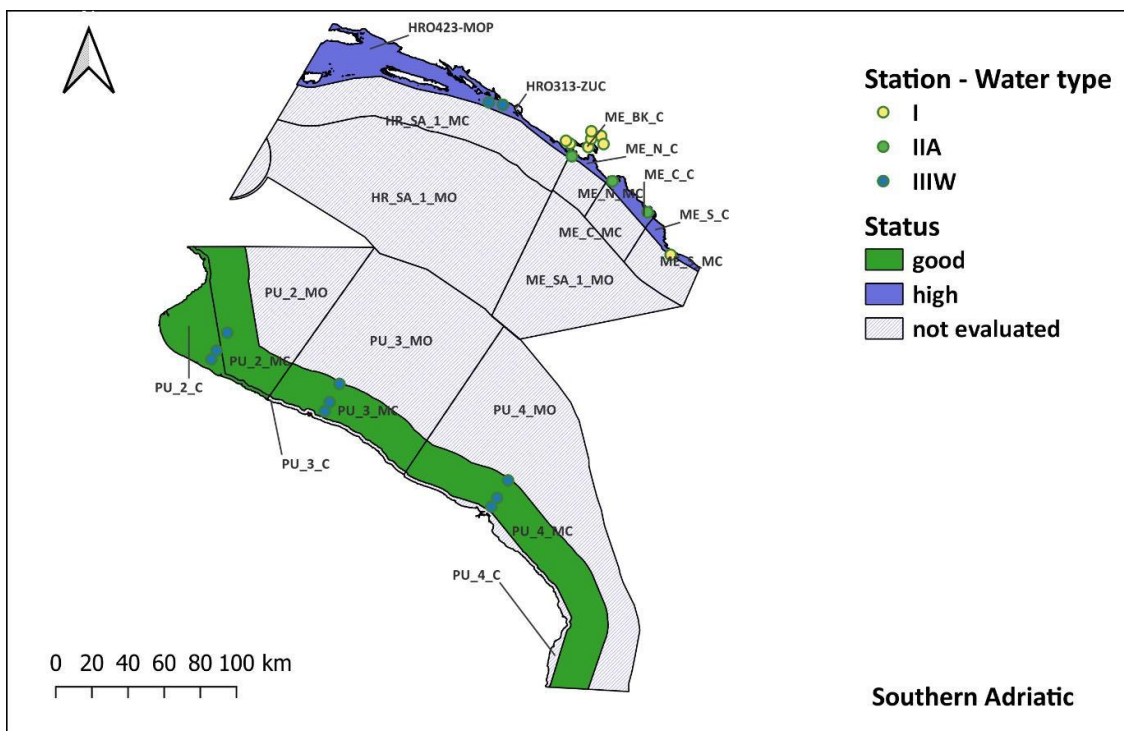 HRO423-MOP
HRO313-ZUC
HR_SA_1_MC
ME_BK_C
ME_N_C
ME_C_C
ME_N_MC
HR_SA_1_MO
ME_S_C
ME_C_MC
ME_S_MC
ME_SA_1_MO
PU_2_MO
PU_3_MO
PU_2_MC
PU_2_C
PU_3_MC
PU_4_MO
PU_3_C
PU_4_MC
PU_4_C
Station - Water type
I
IIA
IIIW
Status
good
high
not evaluated
0 20 40 60 80 100 km
Southern Adriatic